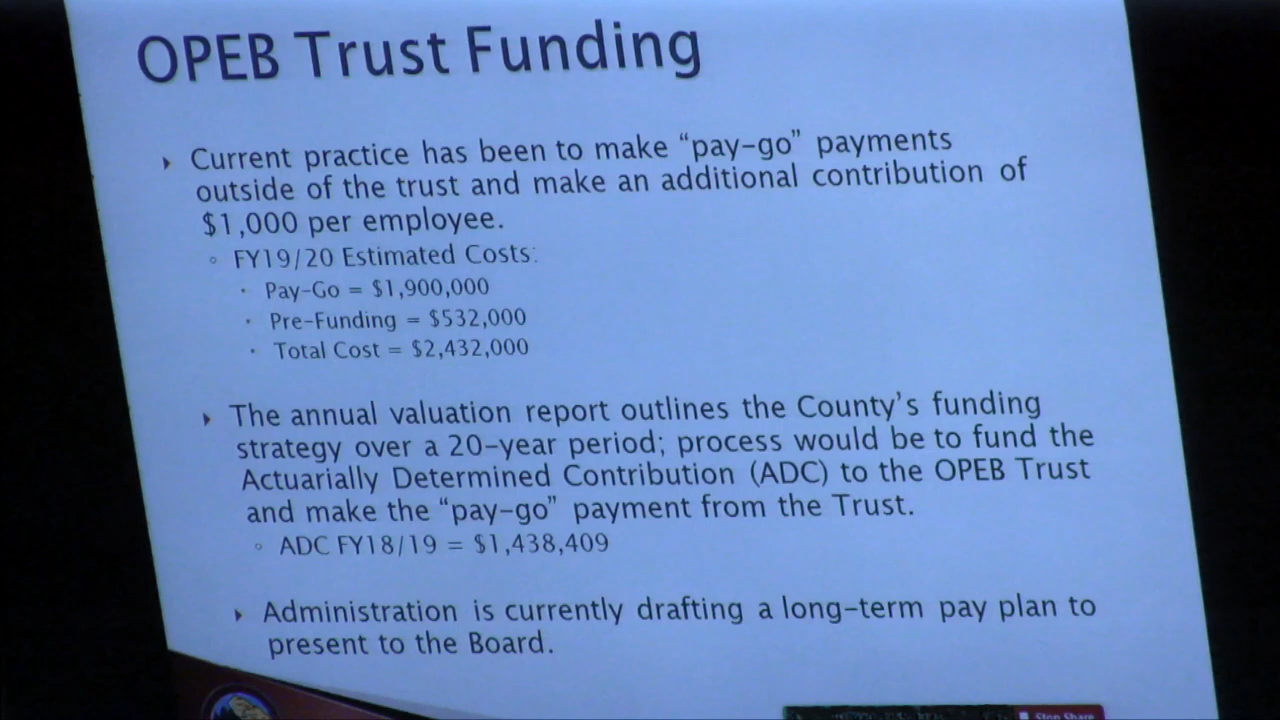 OPEB Trust Funding
Current practice has been to make “pay-go” payments
outside of the trust and make an additional contribution of
$1,000 per employee.
FY19/20 Estimated Costs:
Pay-Go = $1,900,000
Pre-Funding = $532,000
Total Cost = $2,432,000
The annual valuation report outlines the County’s funding
strategy over a 20-year period; process would be to fund the
Actuarially Determined Contribution (ADC) to the OPEB Trust
and make the “pay-go” payment from the Trust.
ADC FY18/19 = $1,438,409
Administration is currently drafting a long-term pay plan to
present to the Board.
Stop Share